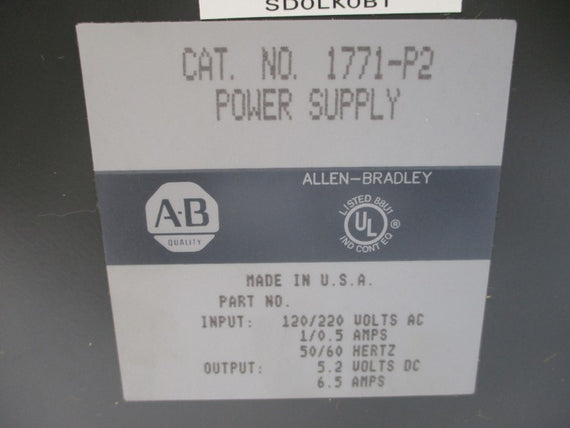 SDOLKOBT
CAT. NO. 1771-P2
POWER SUPPLY
ALLEN-BRADLEY
A-B
QUALITY
LISTED 88U1
UL ®
IND CONT EQ
MADE IN U.S.A.
PART NO.
INPUT: 120/220 VOLTS AC
1/0.5 AMPS
50/60 HERTZ
OUTPUT: 5.2 VOLTS DC
6.5 AMPS